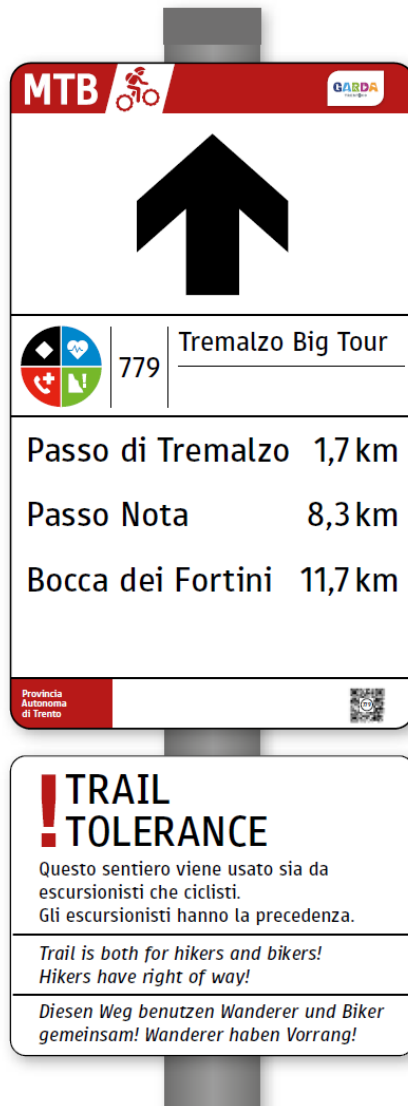 MTB
GARDA
779
Tremalzo Big Tour
Passo di Tremalzo 1,7 km
Passo Nota 8,3 km
Bocca dei Fortini 11,7 km
Provincia
Autonoma
di Trento
! TRAIL
TOLERANCE
Questo sentiero viene usato sia da
escursionisti che ciclisti.
Gli escursionisti hanno la precedenza.
Trail is both for hikers and bikers!
Hikers have right of way!
Diesen Weg benutzen Wanderer und Biker
gemeinsam! Wanderer haben Vorrang!